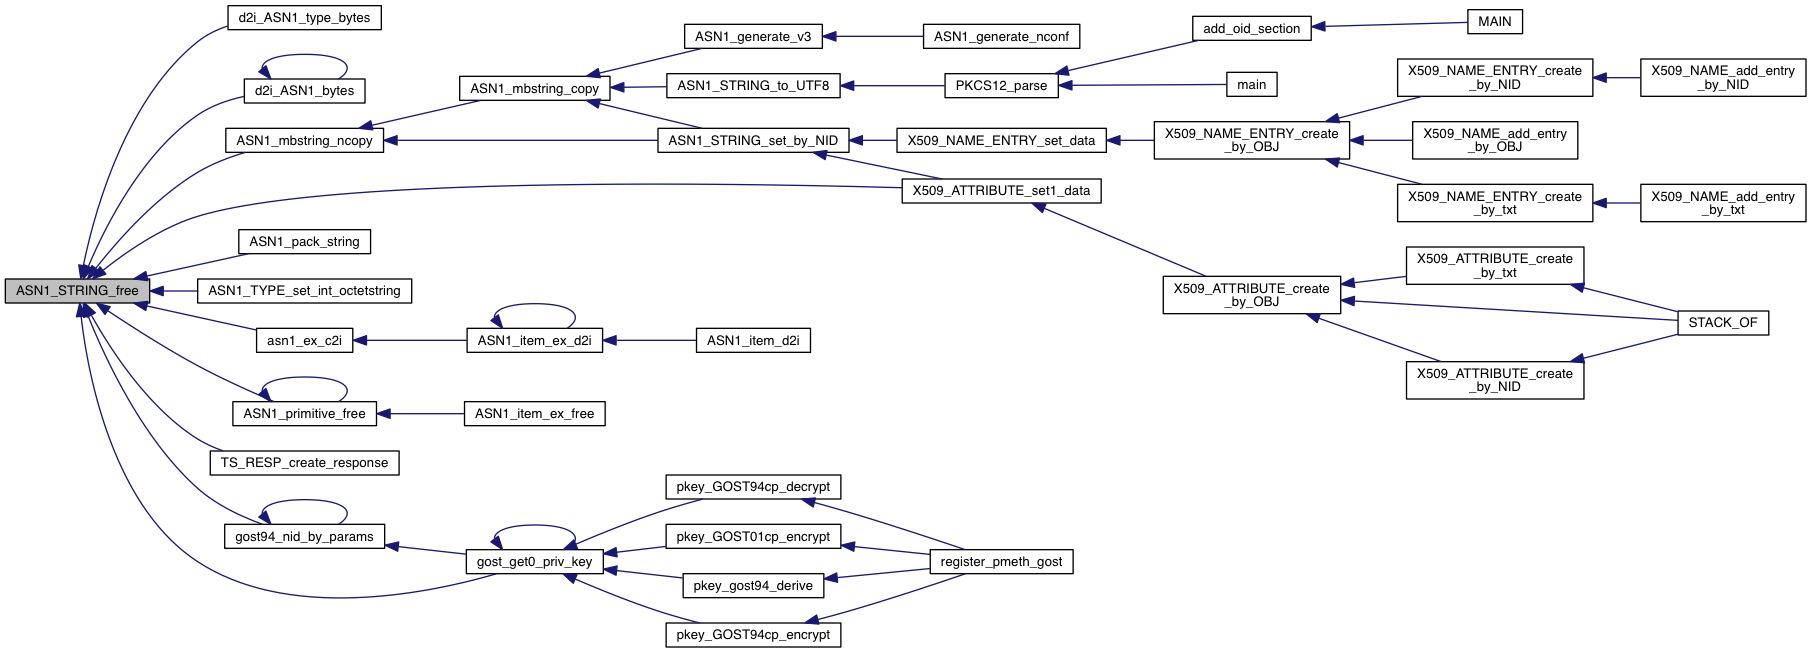 d2i_ASN1_type_bytes
d2i_ASN1_bytes
ASN1_mbstring_ncopy
ASN1_pack_string
ASN1_STRING_free
ASN1_TYPE_set_int_octetstring
asn1_ex_c2i
ASN1_primitive_free
TS_RESP_create_response
gost94_nid_by_params
ASN1_mbstring_copy
ASN1_item_ex_d2i
ASN1_item_ex_free
gost_get0_priv_key
ASN1_generate_v3
ASN1_STRING_to_UTF8
ASN1_STRING_set_by_NID
ASN1_item_d2i
pkey_GOST94cp_decrypt
pkey_GOST01cp_encrypt
pkey_gost94_derive
pkey_GOST94cp_encrypt
ASN1_generate_nconf
PKCS12_parse
X509_NAME_ENTRY_set_data
X509_ATTRIBUTE_set1_data
register_pmeth_gost
add_oid_section
main
X509_NAME_ENTRY_create
_by_OBJ
X509_ATTRIBUTE_create
_by_OBJ
MAIN
X509_NAME_ENTRY_create
_by_NID
X509_NAME_add_entry
_by_OBJ
X509_NAME_ENTRY_create
_by_txt
X509_ATTRIBUTE_create
_by_txt
X509_ATTRIBUTE_create
_by_NID
X509_NAME_add_entry
_by_NID
X509_NAME_add_entry
_by_txt
STACK_OF